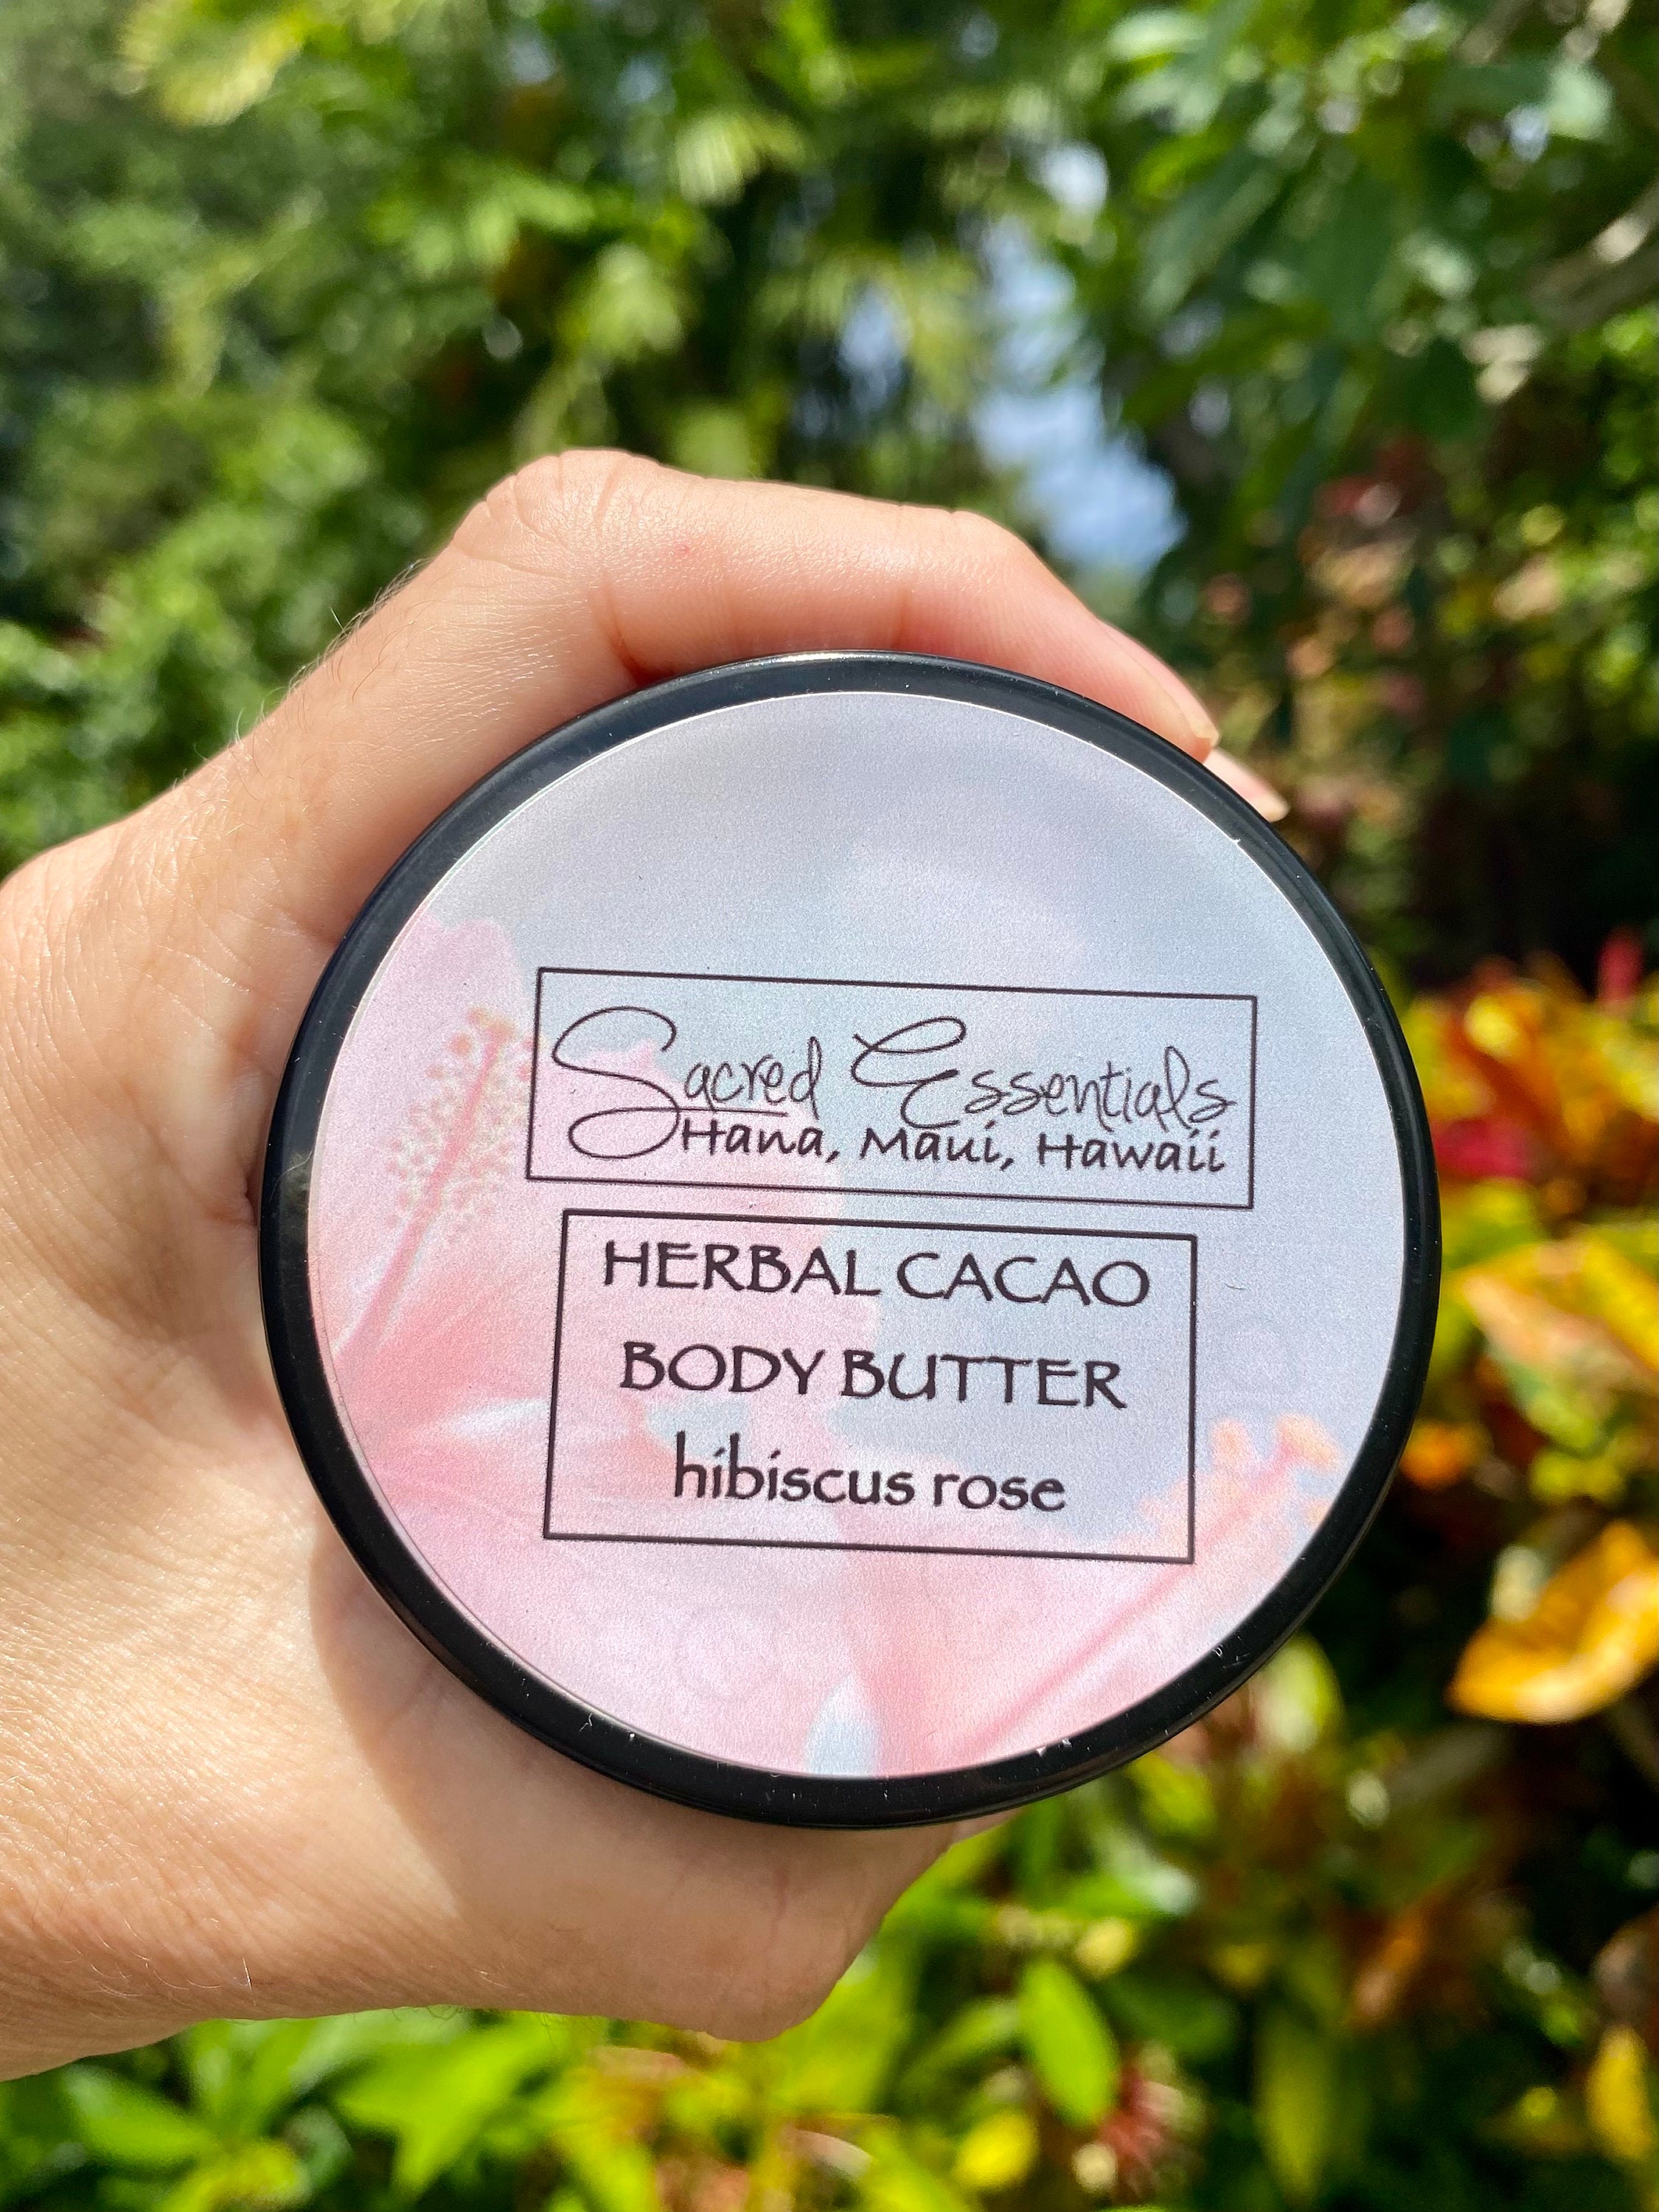 Sacred Essentials
Hana, Maui, Hawaii
HERBAL CACAO
BODY BUTTER
hibiscus rose